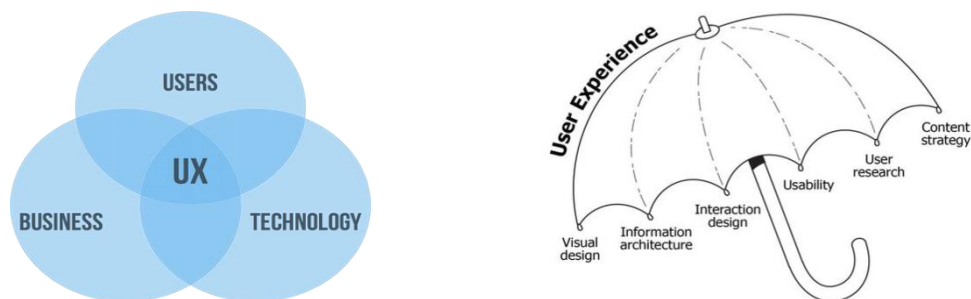 USERS
UX
BUSINESS
TECHNOLOGY
User Experience
Visual
design
Information
architecture
Interaction
design
Usability
User
research
Content
strategy